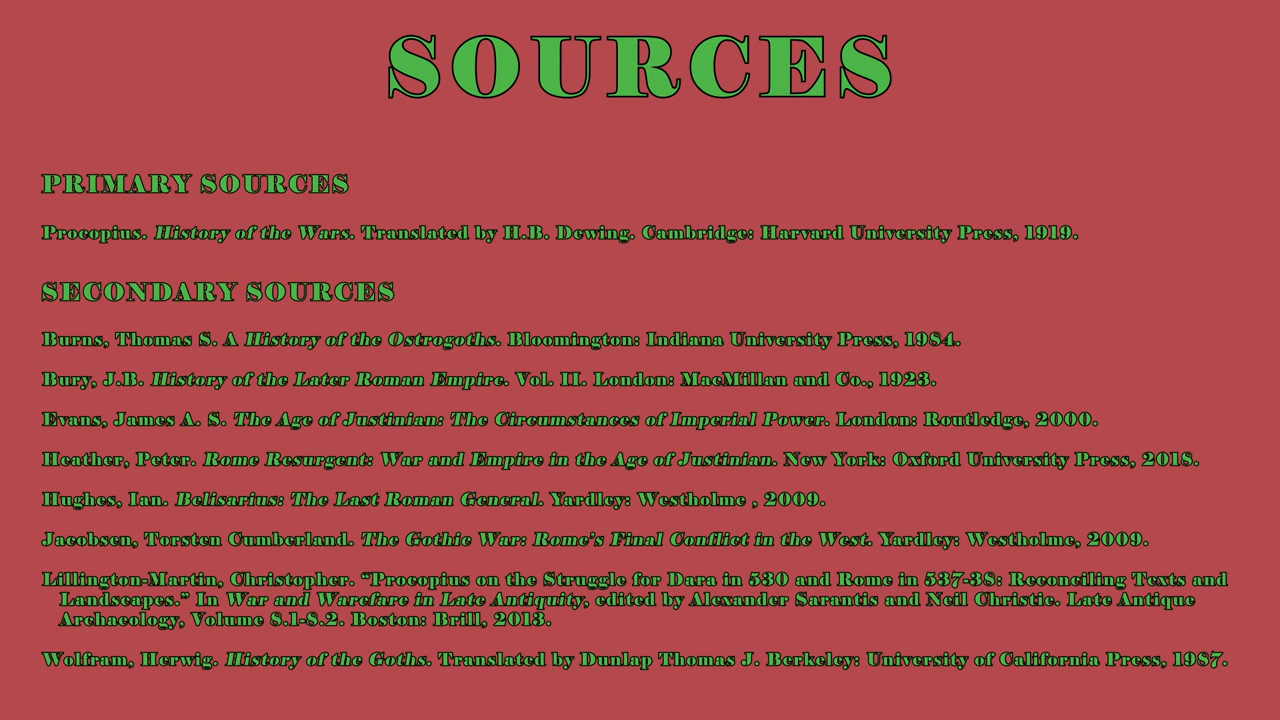 SOURCES
PRIMARY SOURCES
Procopius. History of the Wars. Translated by H.B. Dewing. Cambridge: Harvard University Press, 1919.
SECONDARY SOURCES
Burns, Thomas S. A History of the Ostrogoths. Bloomington: Indiana University Press, 1984.
Bury, J.B. History of the Later Roman Empire. Vol. II. London: MacMillan and Co., 1923.
Evans, James A. S. The Age of Justinian: The Circumstances of Imperial Power. London: Routledge, 2000.
Heather, Peter. Rome Resurgent: War and Empire in the Age of Justinian. New York: Oxford University Press, 2018.
Hughes, Ian. Belisarius: The Last Roman General. Yardley: Westholme , 2009.
Jacobsen, Torsten Cumberland. The Gothic War: Rome's Final Conflict in the West. Yardley: Westholme, 2009.
Lillington-Martin, Christopher. “Procopius on the Struggle for Dara in 530 and Rome in 537-38: Reconciling Texts and
Landscapes.” In War and Warefare in Late Antiquity, edited by Alexander Sarantis and Neil Christie. Late Antique
Archaeology, Volume 8.1-8.2. Boston: Brill, 2013.
Wolfram, Herwig. History of the Goths. Translated by Dunlap Thomas J. Berkeley: University of California Press, 1987.